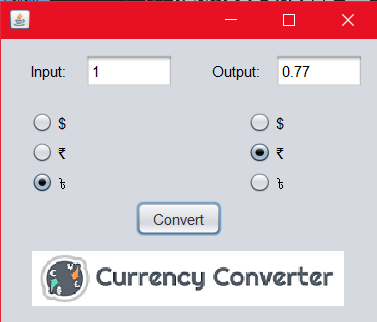 Input: 1 Output: 0.77
$ $
₹ ₹
৳ ৳
Convert
Currency Converter